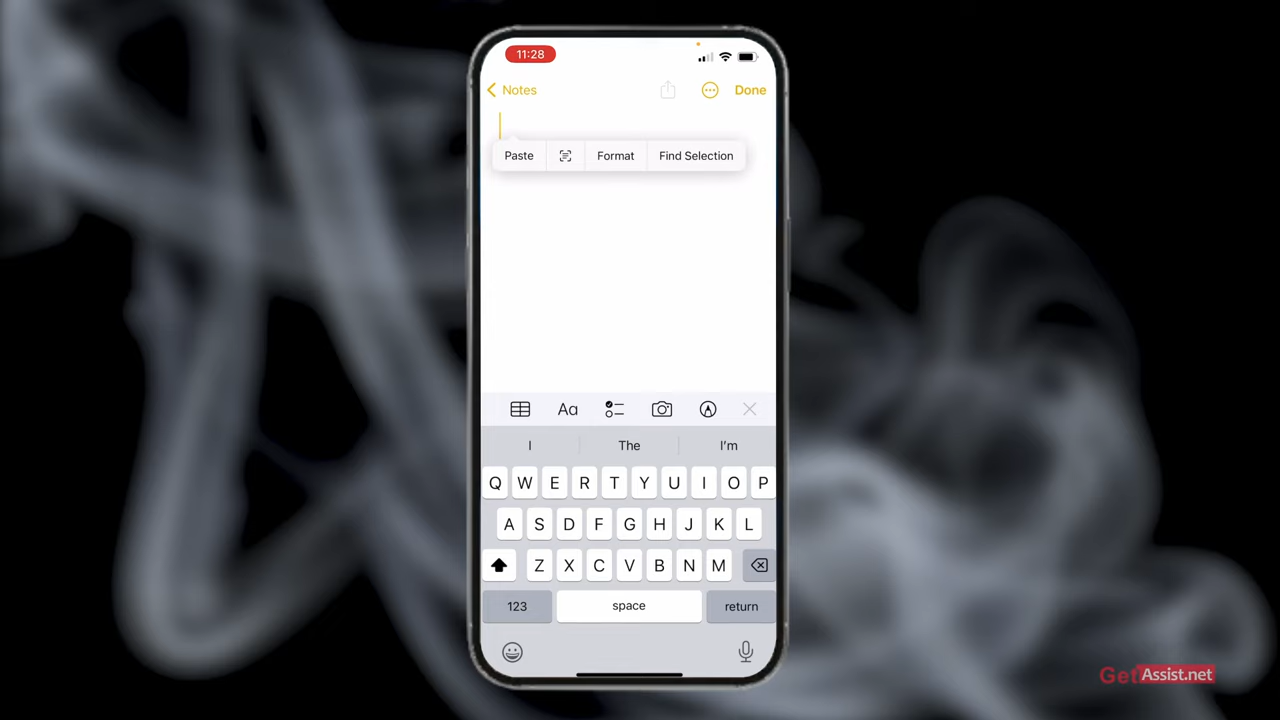 11:28
Notes
Done
Paste
Format
Find Selection
Aa
I
The
I'm
Q W E R T Y U I O P
A S D F G H J K L
Z X C V B N M
123
space
return
GetAssist.net